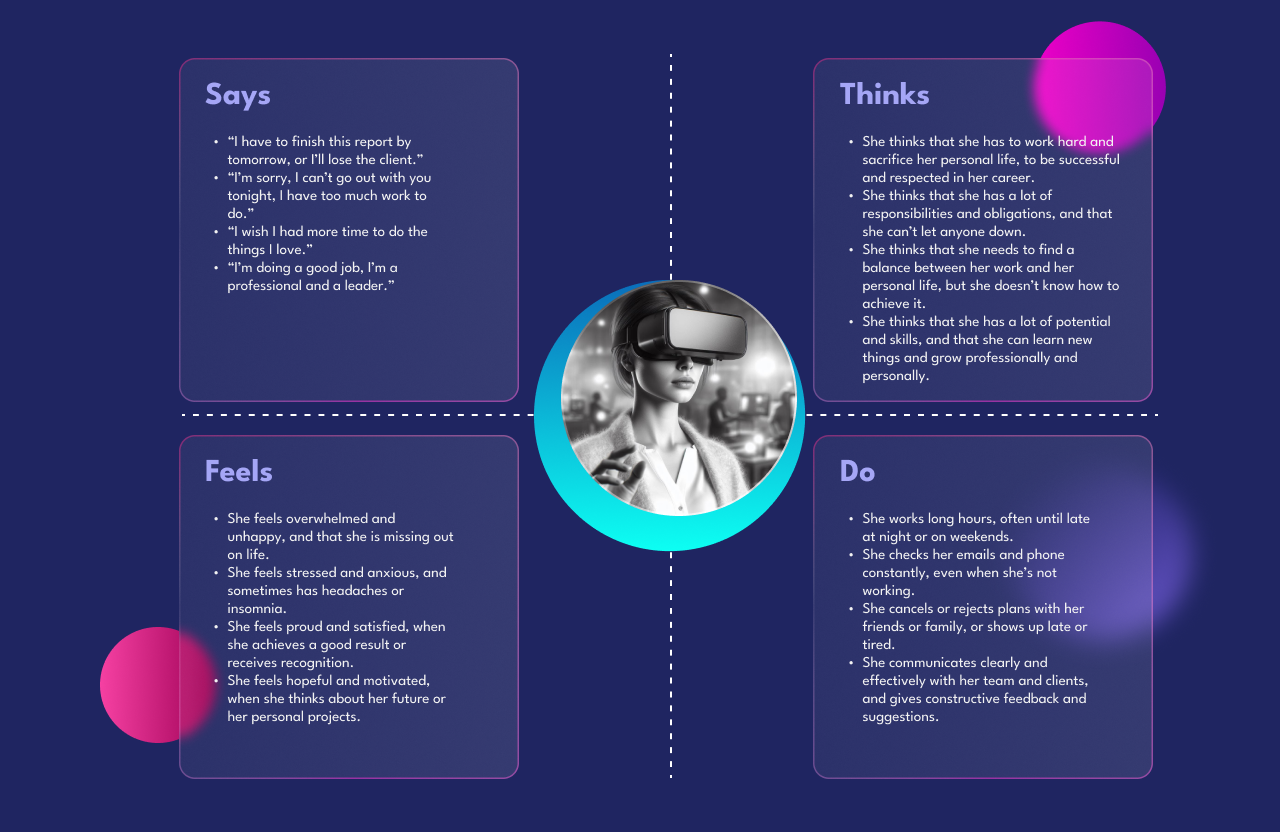 Says
• “I have to finish this report by
tomorrow, or I’ll lose the client.”
• “I’m sorry, I can’t go out with you
tonight, I have too much work to
do.”
• “I wish I had more time to do the
things I love.”
• “I’m doing a good job, I’m a
professional and a leader.”
Thinks
• She thinks that she has to work hard and
sacrifice her personal life, to be successful
and respected in her career.
• She thinks that she has a lot of
responsibilities and obligations, and that
she can’t let anyone down.
• She thinks that she needs to find a
balance between her work and her
personal life, but she doesn’t know how to
achieve it.
• She thinks that she has a lot of potential
and skills, and that she can learn new
things and grow professionally and
personally.
Feels
• She feels overwhelmed and
unhappy, and that she is missing out
on life.
• She feels stressed and anxious, and
sometimes has headaches or
insomnia.
• She feels proud and satisfied, when
she achieves a good result or
receives recognition.
• She feels hopeful and motivated,
when she thinks about her future or
her personal projects.
Do
• She works long hours, often until late
at night or on weekends.
• She checks her emails and phone
constantly, even when she’s not
working.
• She cancels or rejects plans with her
friends or family, or shows up late or
tired.
• She communicates clearly and
effectively with her team and clients,
and gives constructive feedback and
suggestions.